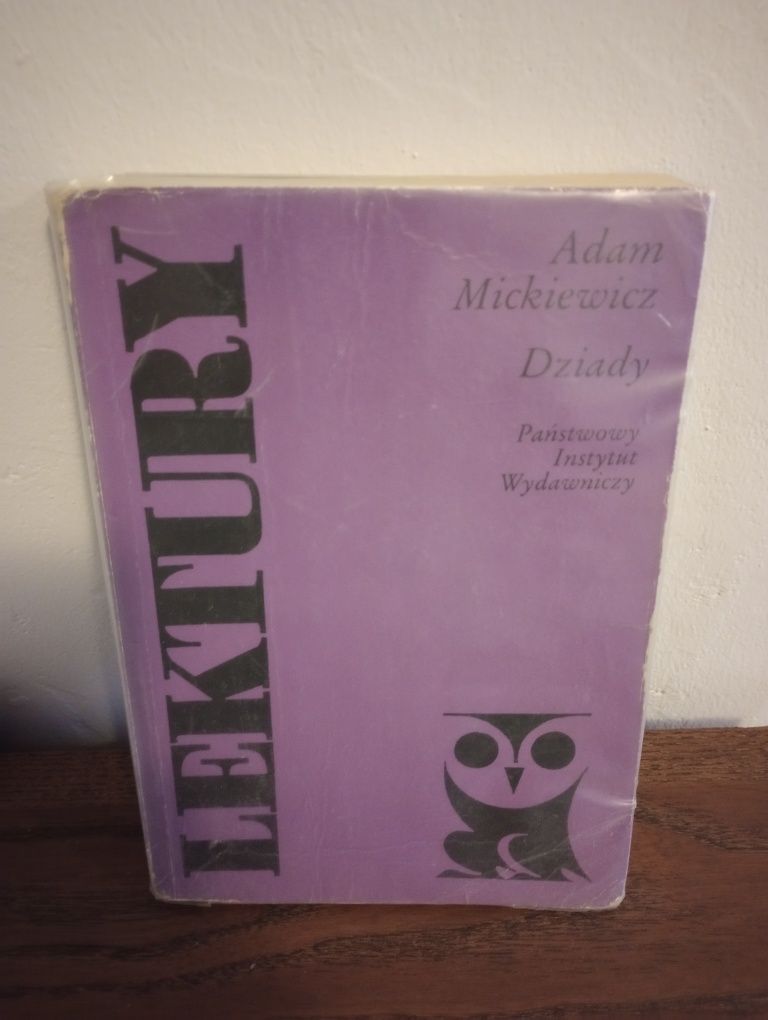 LEKTURY
Adam
Mickiewicz
Dziady
Państwowy
Instytut
Wydawniczy